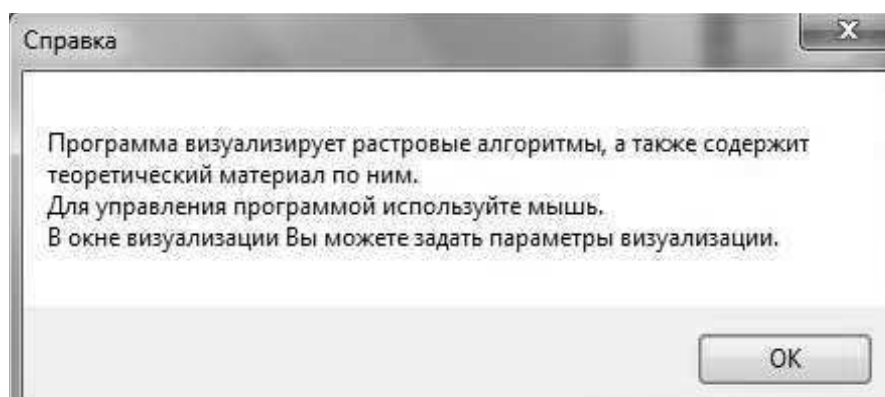 Справка
Программа визуализирует растровые алгоритмы, а также содержит
теоретический материал по ним.
Для управления программой используйте мышь.
В окне визуализации Вы можете задать параметры визуализации.
OK